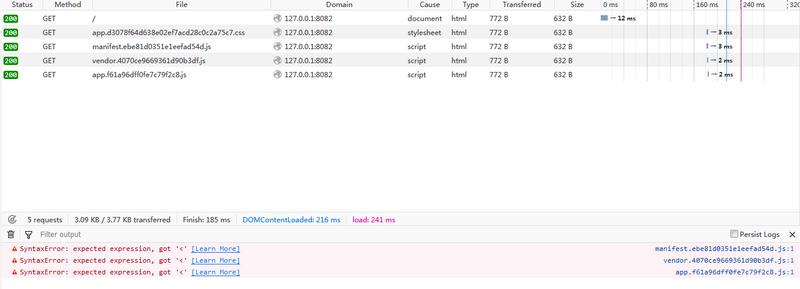 Status Method File Domain Cause Type Transferred Size 0 ms 80 ms 160 ms 240 ms 320
200 GET / 127.0.0.1:8082 document html 772 B 632 B → 12 ms
200 GET app.d3078f64d638e02ef7acd28c0c2a75c7.css 127.0.0.1:8082 stylesheet html 772 B 632 B → 3 ms
200 GET manifest.ebe81d0351e1eefad54d.js 127.0.0.1:8082 script html 772 B 632 B → 3 ms
200 GET vendor.4070ce9669361d90b3df.js 127.0.0.1:8082 script html 772 B 632 B → 2 ms
200 GET app.f61a96dff0fe7c79f2c8.js 127.0.0.1:8082 script html 772 B 632 B → 2 ms
5 requests 3.09 KB / 3.77 KB transferred Finish: 185 ms DOMContentLoaded: 216 ms load: 241 ms
Filter output Persist Logs
SyntaxError: expected expression, got '<' [Learn More] manifest.ebe81d0351e1eefad54d.js:1
SyntaxError: expected expression, got '<' [Learn More] vendor.4070ce9669361d90b3df.js:1
SyntaxError: expected expression, got '<' [Learn More] app.f61a96dff0fe7c79f2c8.js:1